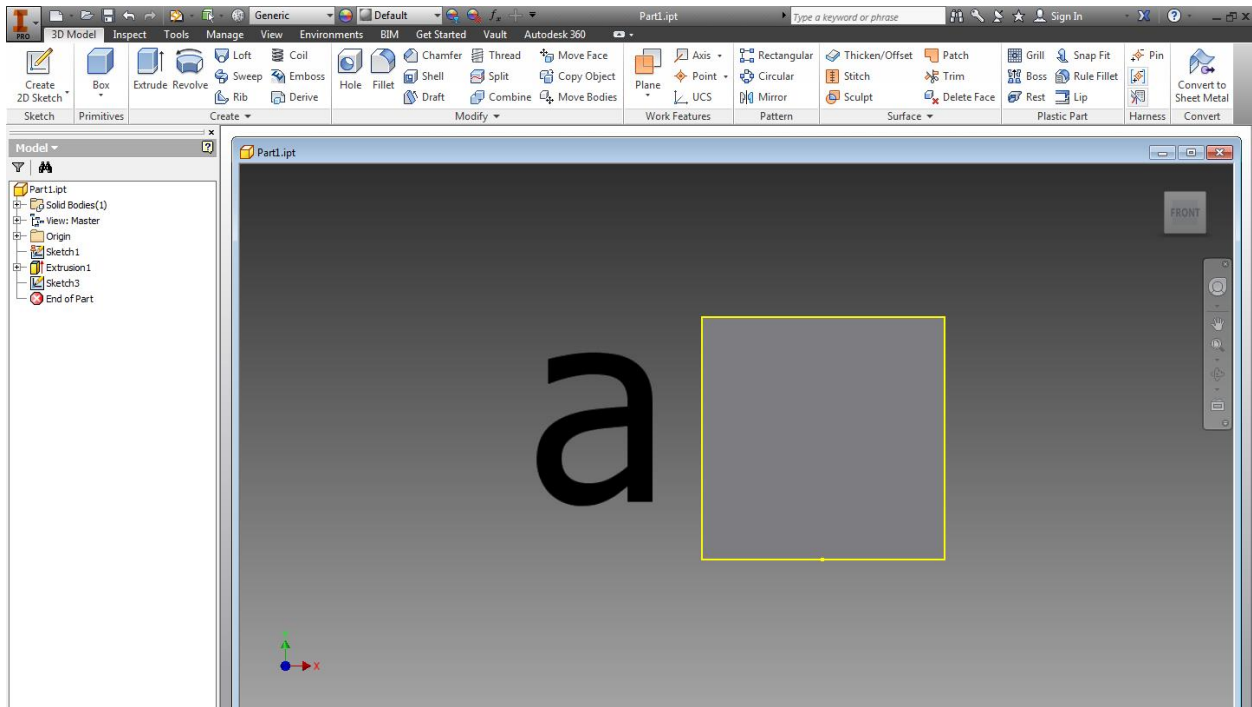 Generic Default fx Part1.ipt Type a keyword or phrase Sign In
PRO 3D Model Inspect Tools Manage View Environments BIM Get Started Vault Autodesk 360
Create 2D Sketch Box Extrude Revolve Loft Coil Hole Fillet Chamfer Thread Move Face Plane Axis Rectangular Thicken/Offset Patch Grill Snap Fit Pin Convert to Sheet Metal
Sweep Emboss Shell Split Copy Object Point Circular Stitch Trim Boss Rule Fillet
Rib Derive Draft Combine Move Bodies UCS Mirror Sculpt Delete Face Rest Lip
Sketch Primitives Create Modify Work Features Pattern Surface Plastic Part Harness Convert
Model
Part1.ipt
Part1.ipt
Solid Bodies(1)
View: Master
Origin
Sketch1
Extrusion1
Sketch3
End of Part
FRONT
a
X